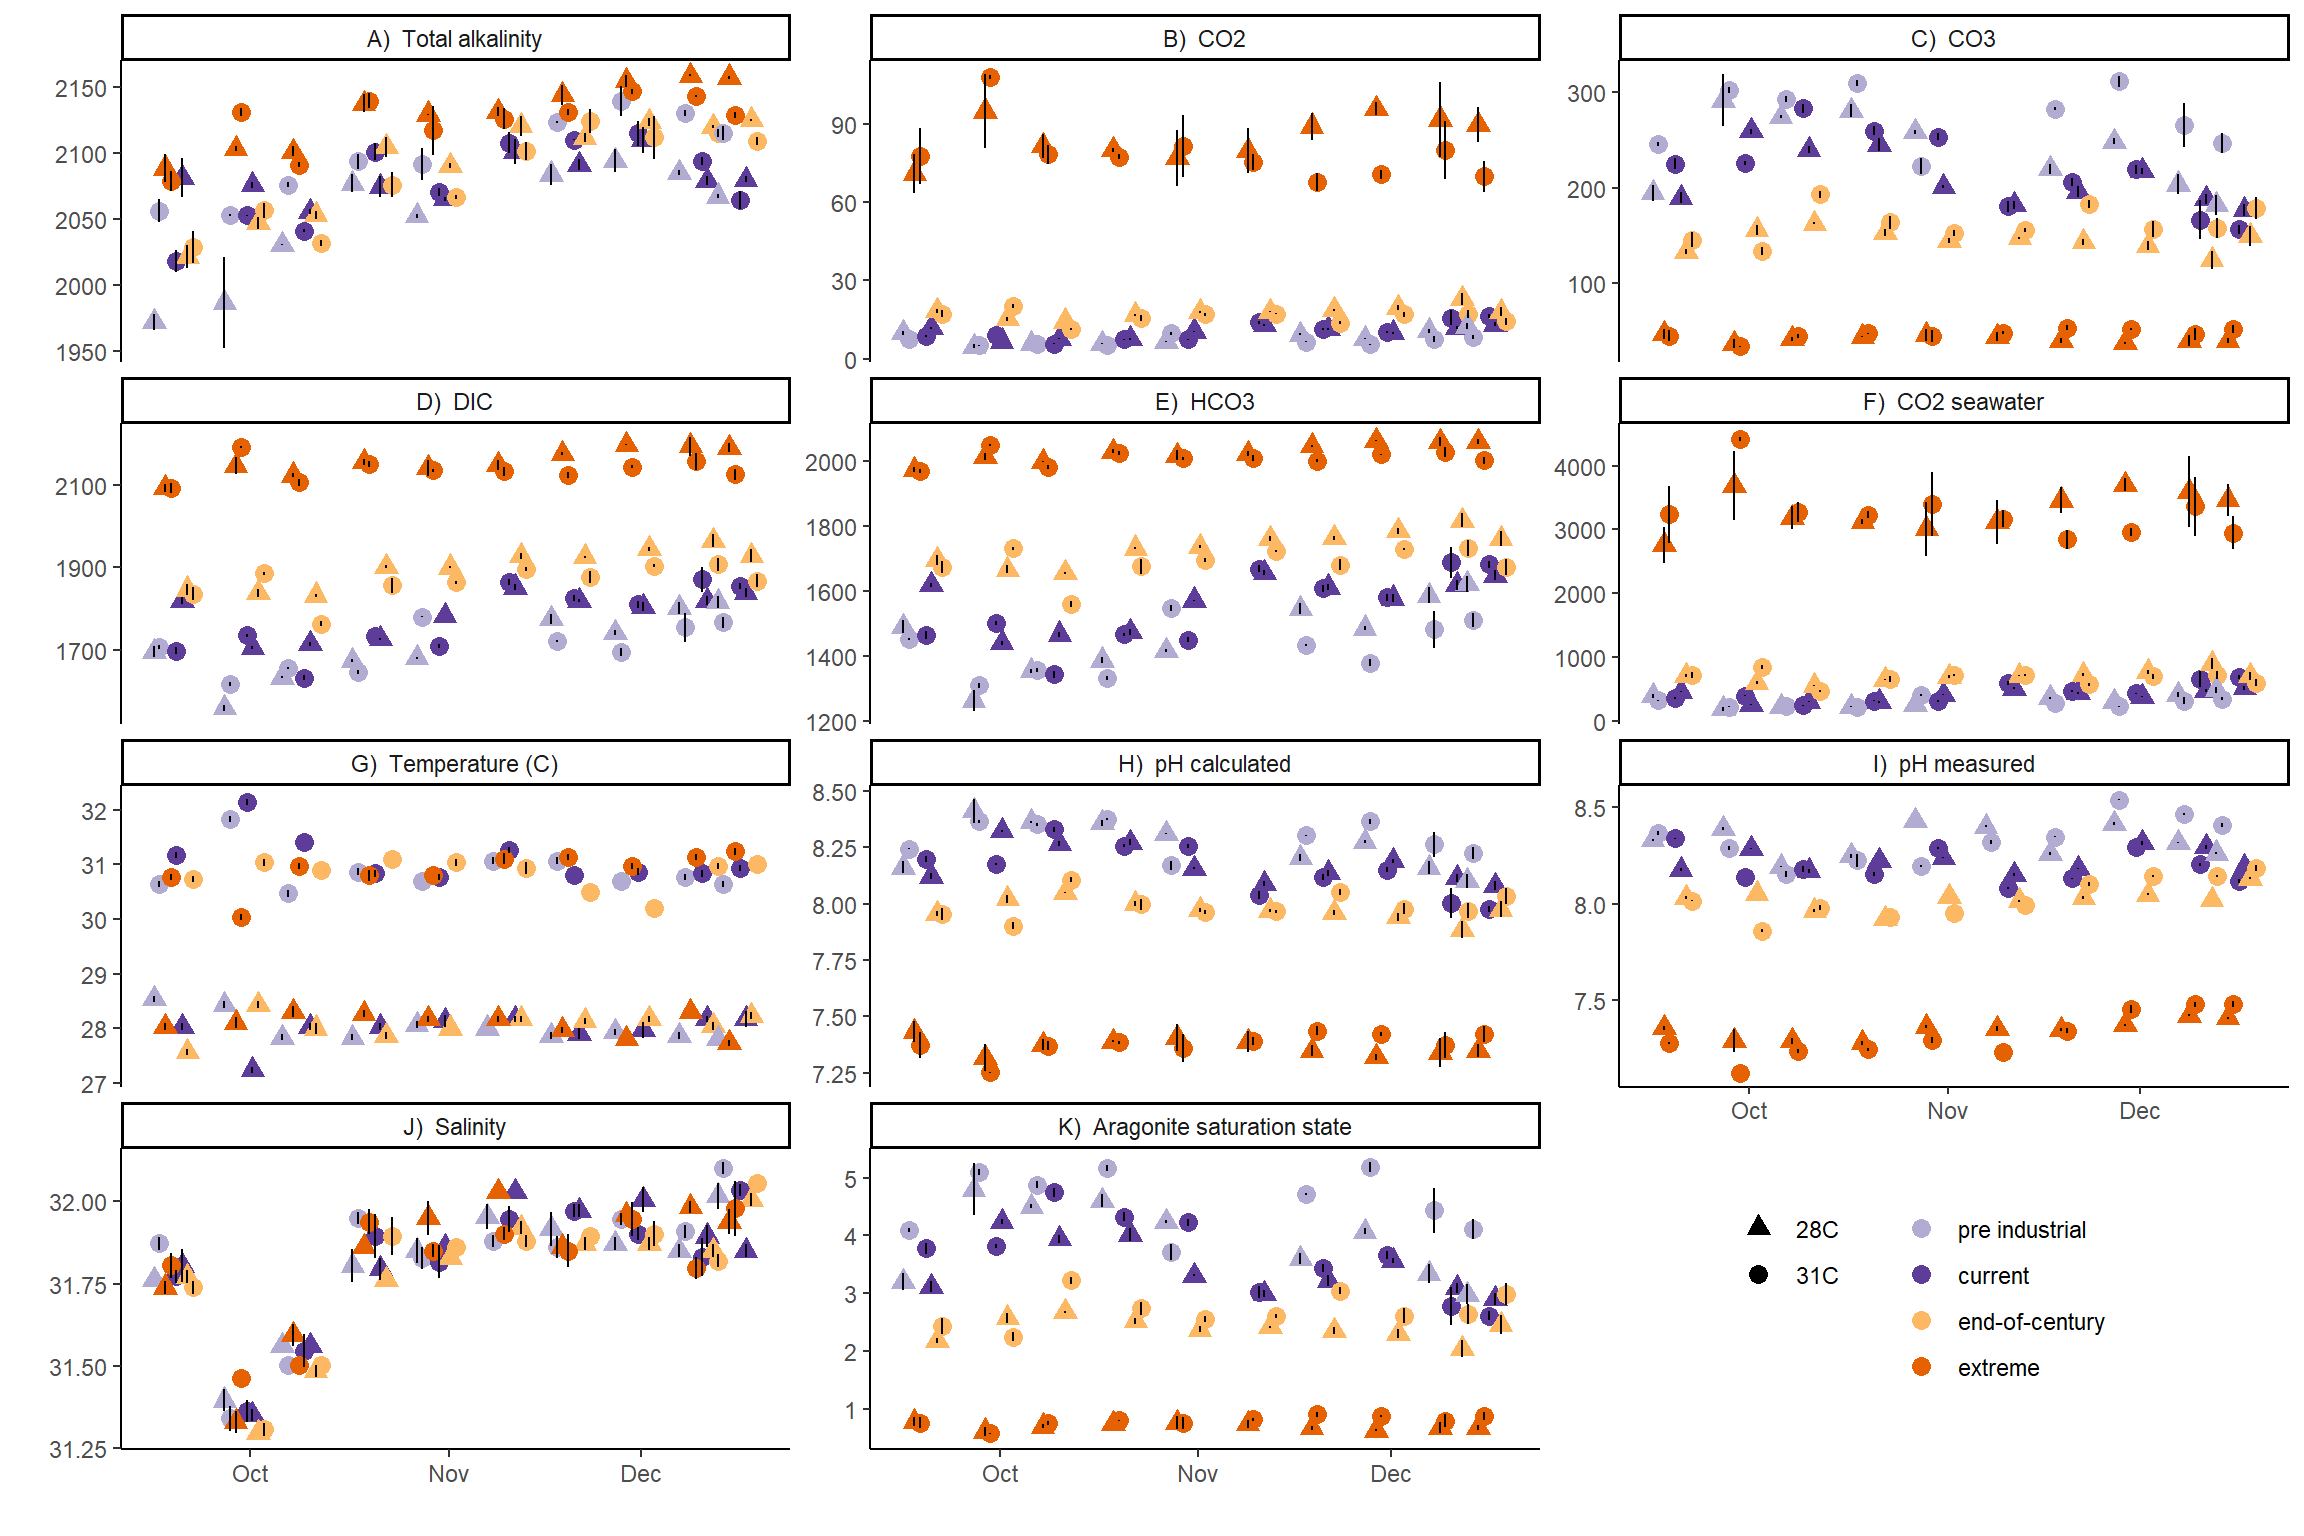 A) Total alkalinity
B) CO2
C) CO3
2150
2100
2050
2000
1950
90
60
30
0
300
200
100
D) DIC
E) HCO3
F) CO2 seawater
2100
1900
1700
2000
1800
1600
1400
1200
4000
3000
2000
1000
0
G) Temperature (C)
H) pH calculated
I) pH measured
32
31
30
29
28
27
8.50
8.25
8.00
7.75
7.50
7.25
8.5
8.0
7.5
Oct Nov Dec
J) Salinity
K) Aragonite saturation state
32.00
31.75
31.50
31.25
5
4
3
2
1
Oct Nov Dec
Oct Nov Dec
28C
31C
pre industrial
current
end-of-century
extreme